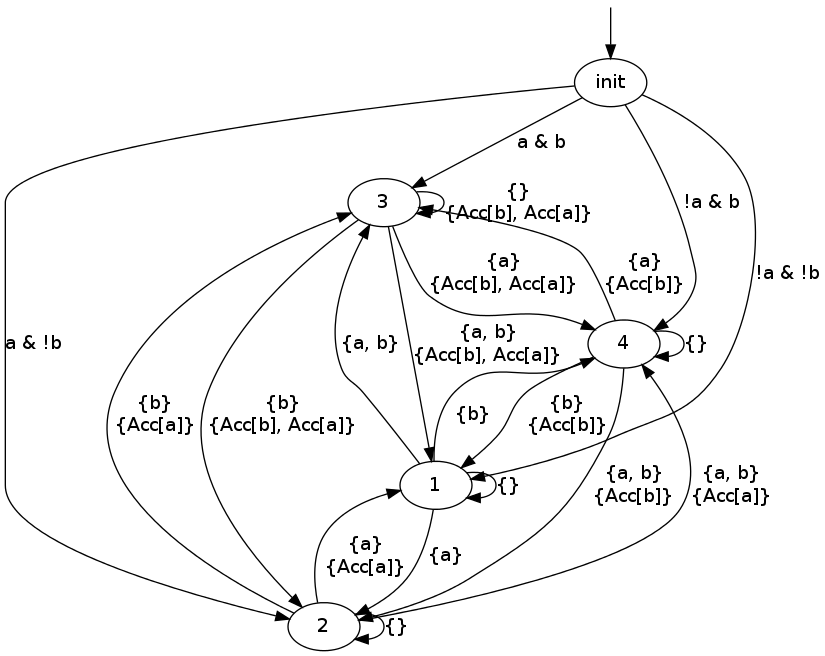 init
a & b
3
{}
{Acc[b], Acc[a]}
!a & b
{a}
{Acc[b], Acc[a]}
{a}
{Acc[b]}
!a & !b
a & !b
{a, b}
{a, b}
{Acc[b], Acc[a]}
4
{}
{b}
{Acc[a]}
{b}
{Acc[b], Acc[a]}
{b}
{b}
{Acc[b]}
1
{}
{a, b}
{Acc[b]}
{a, b}
{Acc[a]}
{a}
{Acc[a]}
{a}
2
{}